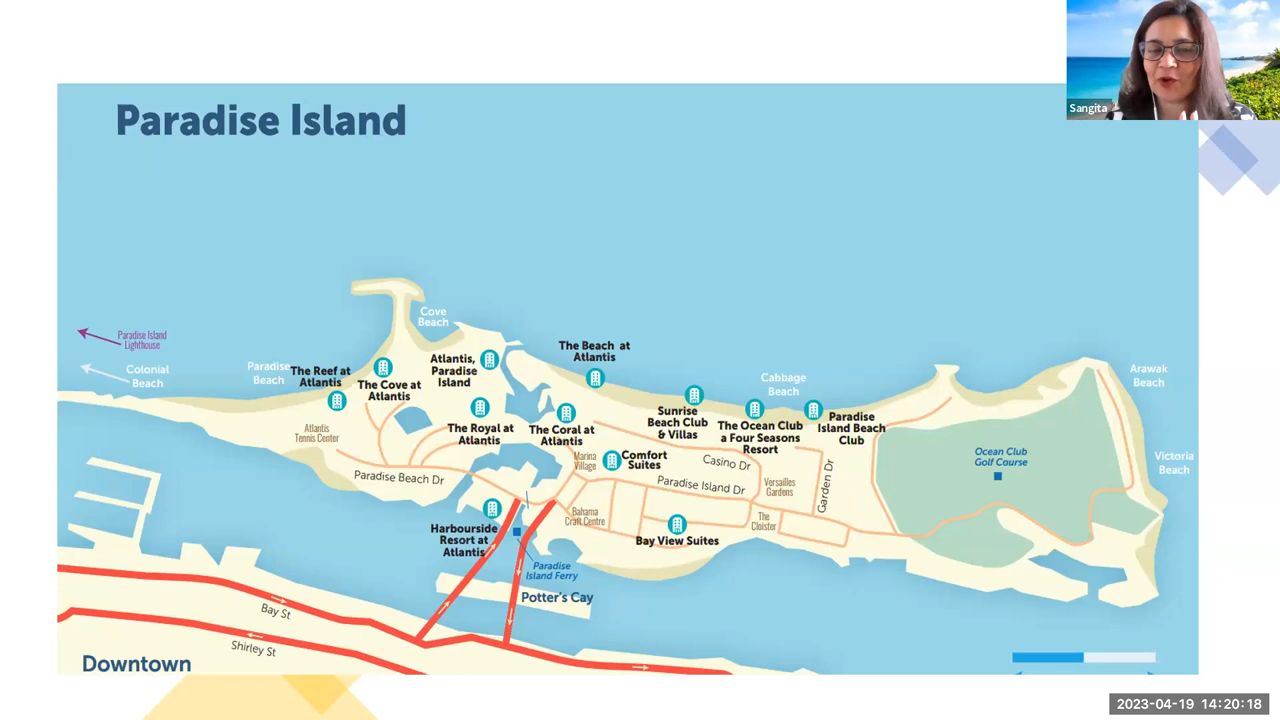 Sangita
Paradise Island
Cove
Beach
Paradise Island
Lighthouse
Colonial
Beach
Paradise
Beach
The Reef at
Atlantis
The Cove at
Atlantis
Atlantis,
Paradise
Island
The Beach at
Atlantis
Cabbage
Beach
Arawak
Beach
The Royal at
Atlantis
The Coral at
Atlantis
Sunrise
Beach Club
& Villas
The Ocean Club
a Four Seasons
Resort
Paradise
Island Beach
Club
Atlantis
Tennis Center
Marina
Village
Comfort
Suites
Casino Dr
Ocean Club
Golf Course
Victoria
Beach
Paradise Beach Dr
Paradise Island Dr
Versailles
Gardens
Garden Dr
Bahama
Craft Centre
The
Cloister
Harbourside
Resort at
Atlantis
Bay View Suites
Paradise
Island Ferry
Potter's Cay
Bay St
Shirley St
Downtown
2023-04-19 14:20:18